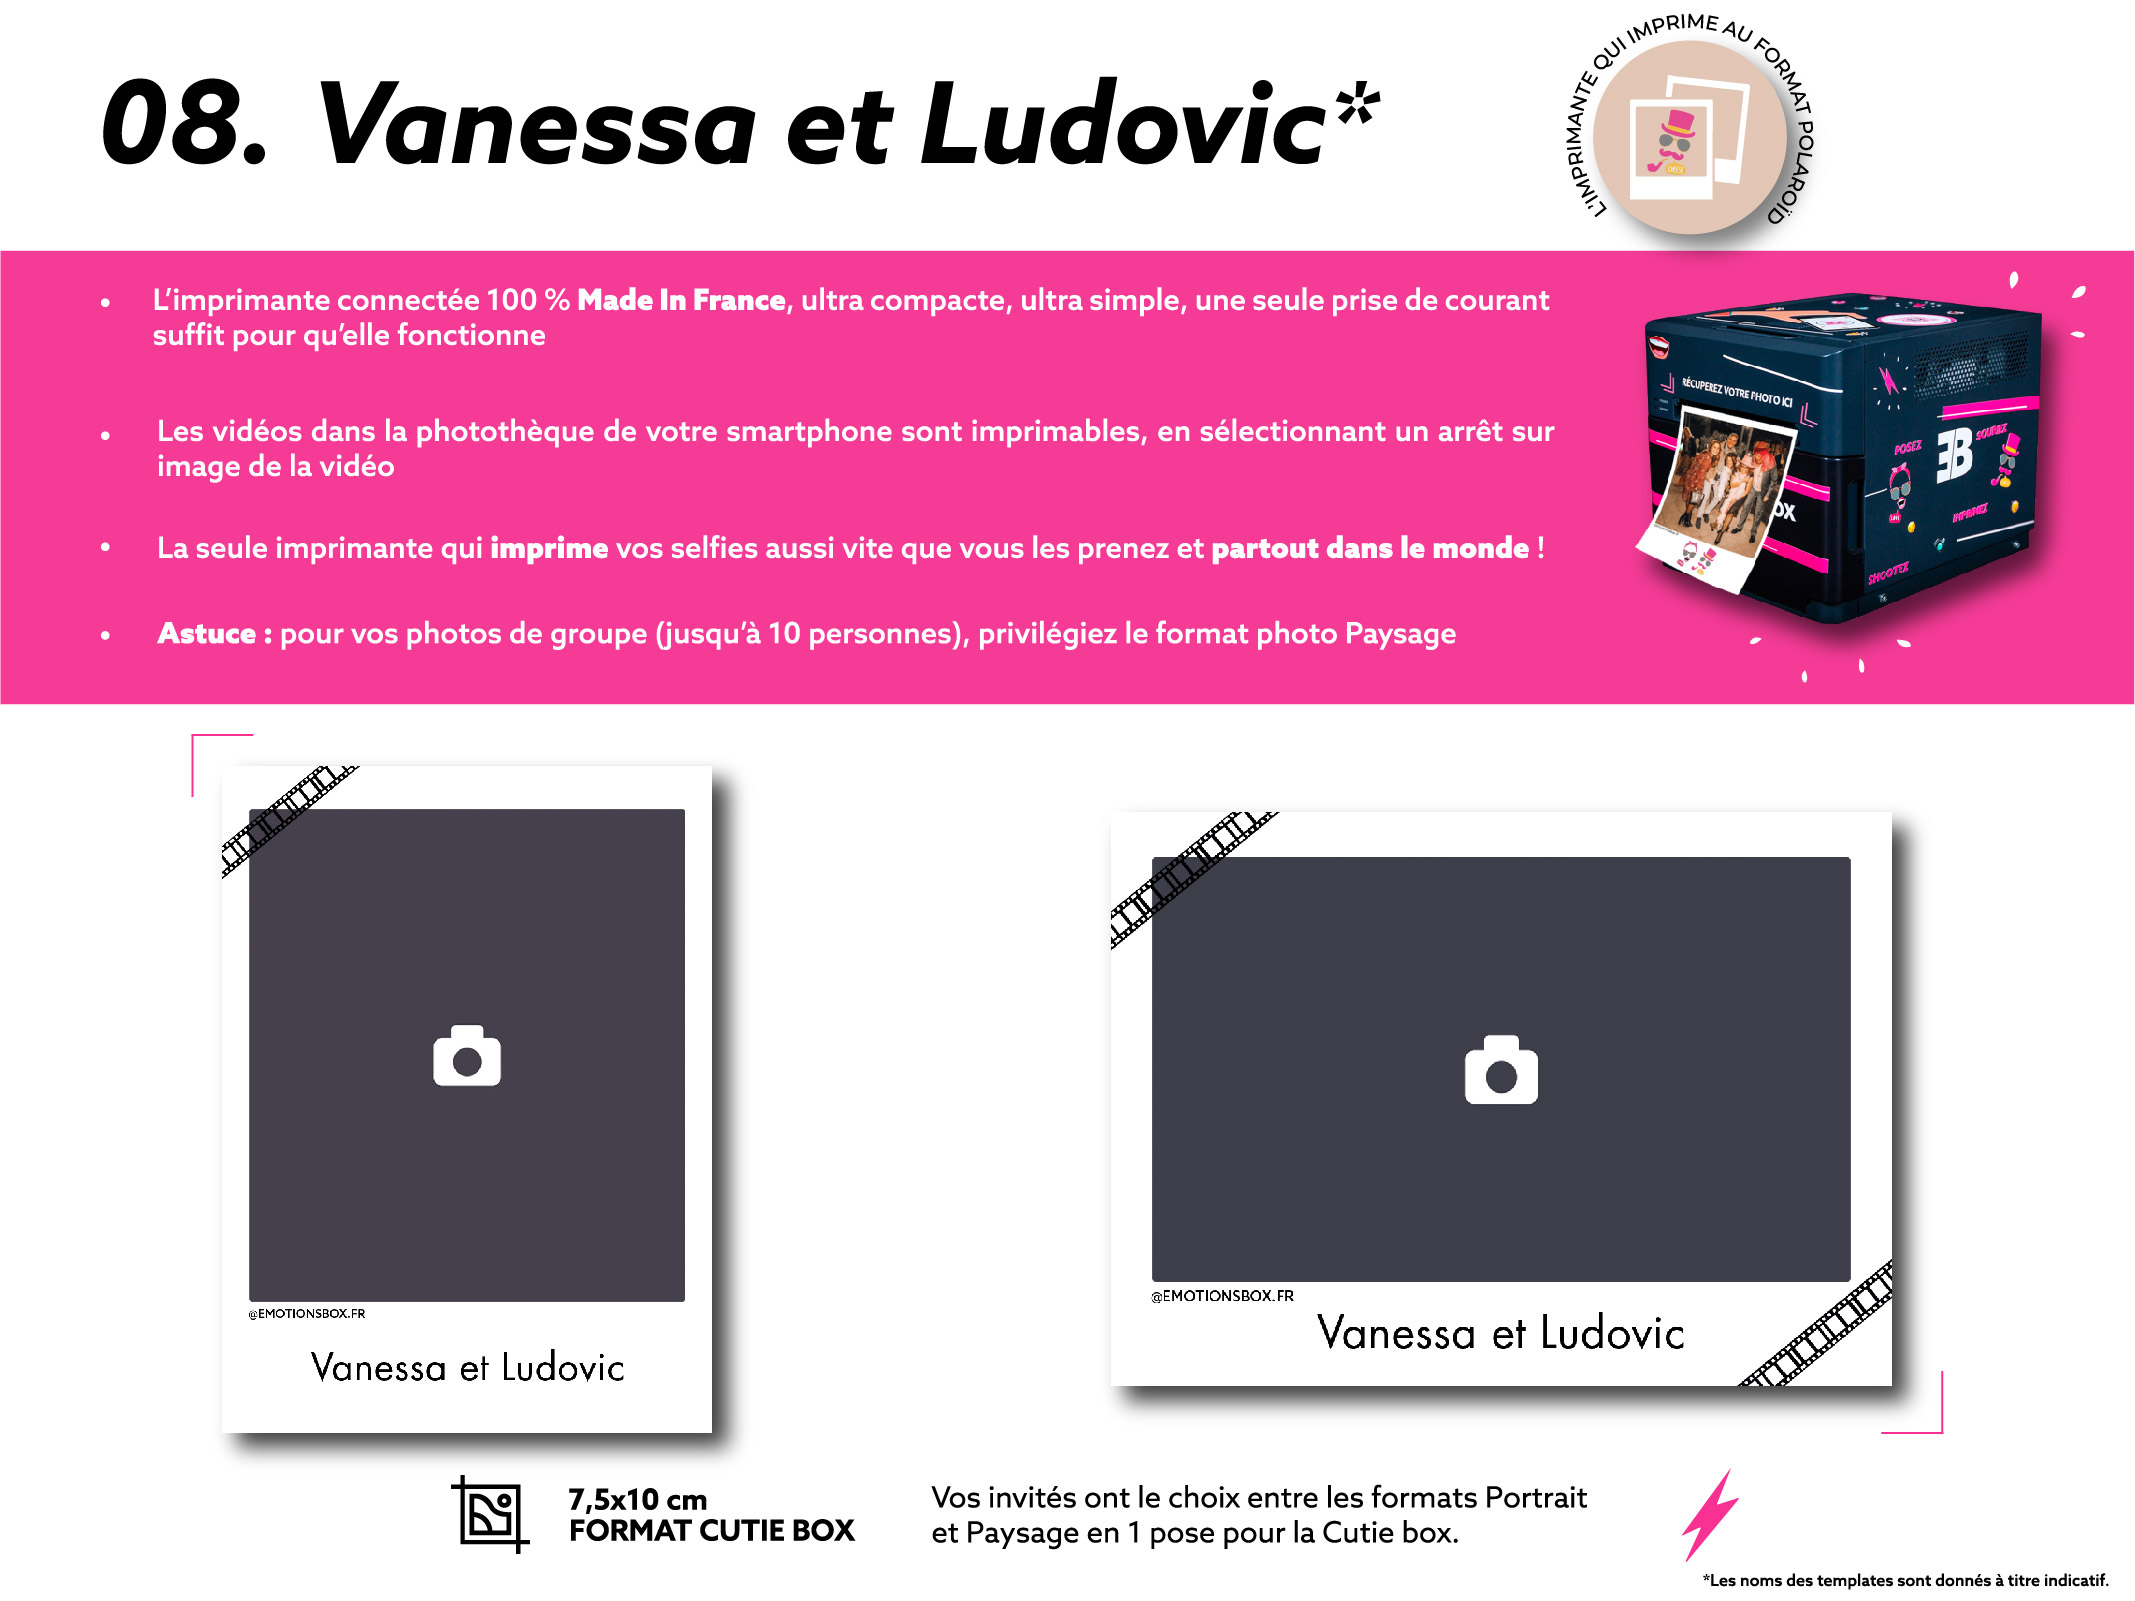 08. Vanessa et Ludovic*
L'IMPRIMANTE QUI IMPRIME AU FORMAT POLAROÏD
• L'imprimante connectée 100 % Made In France, ultra compacte, ultra simple, une seule prise de courant
suffit pour qu'elle fonctionne
• Les vidéos dans la photothèque de votre smartphone sont imprimables, en sélectionnant un arrêt sur
image de la vidéo
• La seule imprimante qui imprime vos selfies aussi vite que vous les prenez et partout dans le monde !
• Astuce : pour vos photos de groupe (jusqu'à 10 personnes), privilégiez le format photo Paysage
RÉCUPEREZ VOTRE PHOTO ICI
POSEZ
SOURIEZ
EB
IMPRIMEZ
SHOOTEZ
OX
@EMOTIONSBOX.FR
Vanessa et Ludovic
@EMOTIONSBOX.FR
Vanessa et Ludovic
7,5x10 cm
FORMAT CUTIE BOX
Vos invités ont le choix entre les formats Portrait
et Paysage en 1 pose pour la Cutie box.
*Les noms des templates sont donnés à titre indicatif.